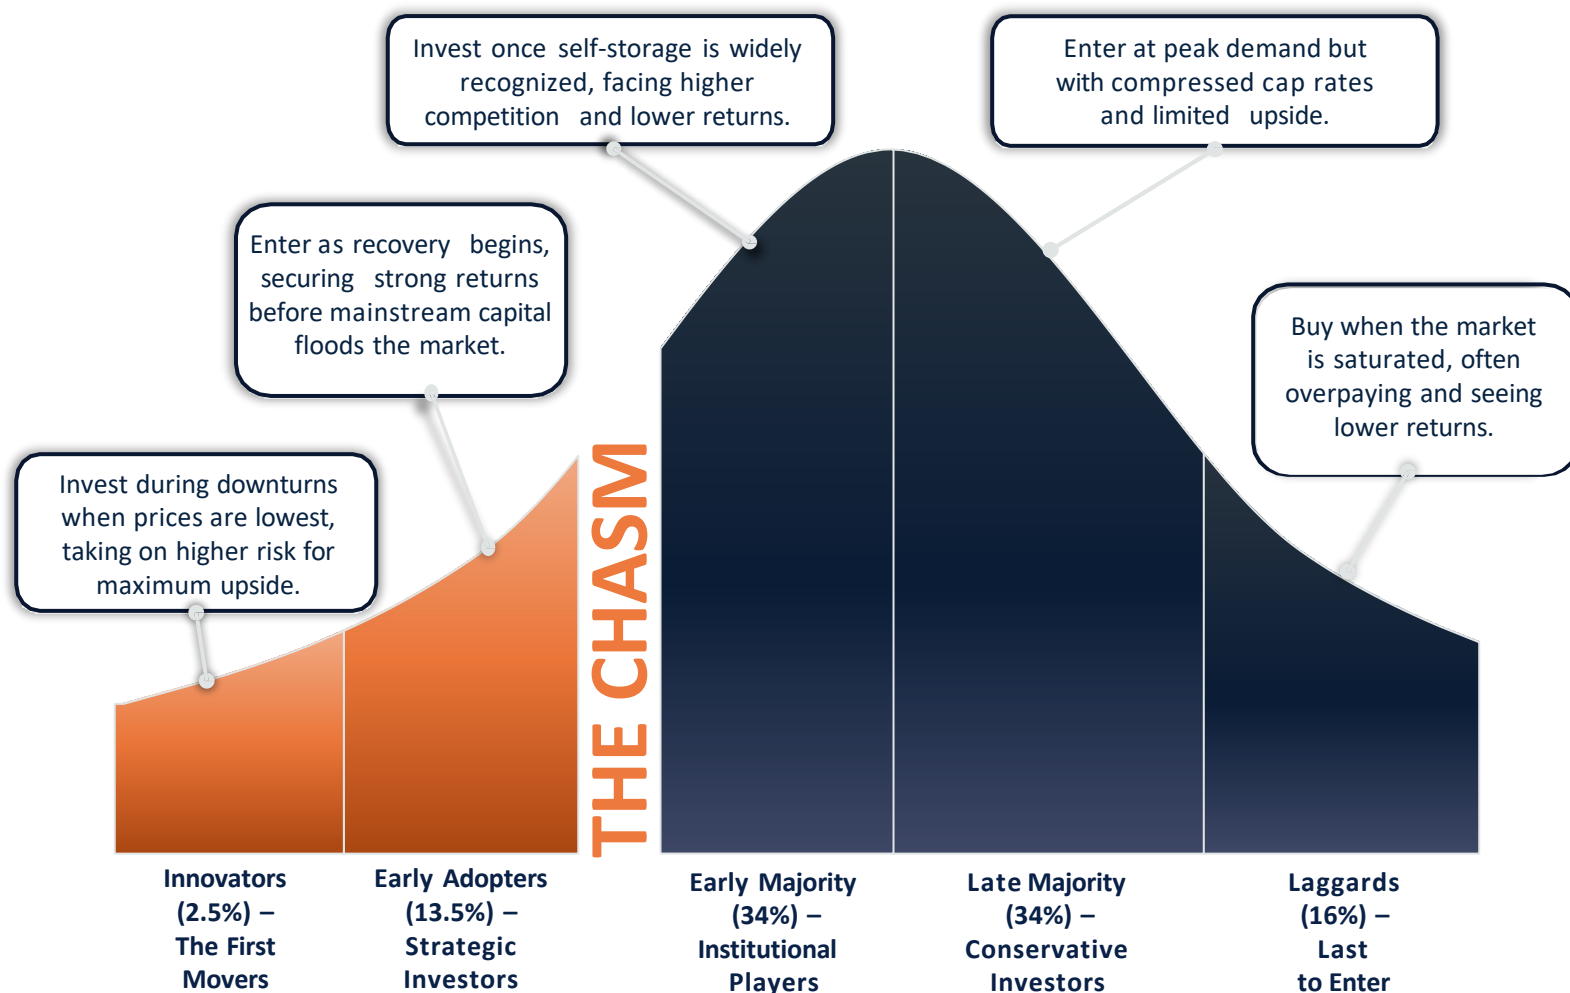 Invest once self-storage is widely
recognized, facing higher
competition and lower returns.
Enter at peak demand but
with compressed cap rates
and limited upside.
Enter as recovery begins,
securing strong returns
before mainstream capital
floods the market.
Buy when the market
is saturated, often
overpaying and seeing
lower returns.
Invest during downturns
when prices are lowest,
taking on higher risk for
maximum upside.
THE CHASM
Innovators
(2.5%) –
The First
Movers
Early Adopters
(13.5%) –
Strategic
Investors
Early Majority
(34%) –
Institutional
Players
Late Majority
(34%) –
Conservative
Investors
Laggards
(16%) –
Last
to Enter